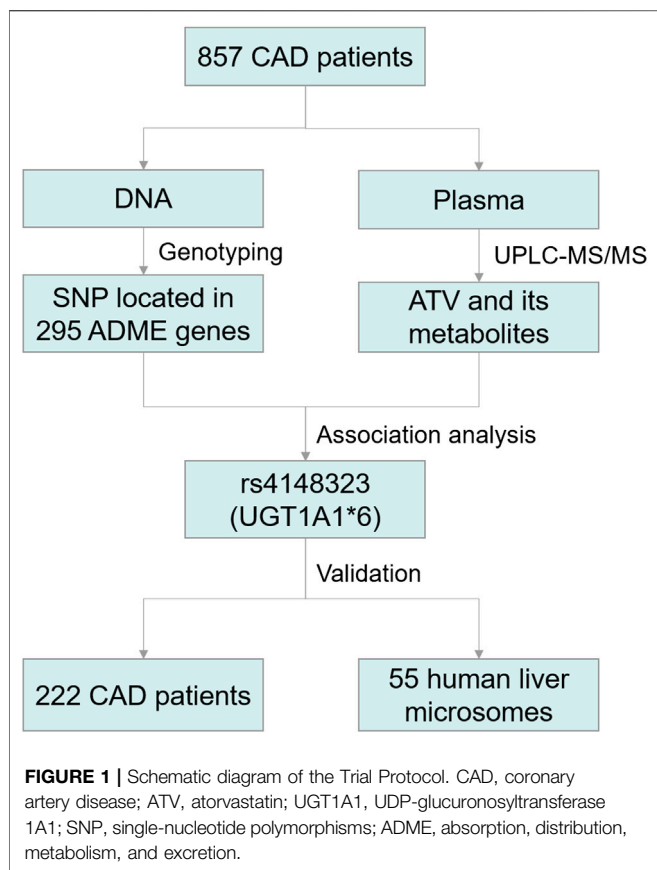 857 CAD patients
DNA
Plasma
Genotyping
UPLC-MS/MS
SNP located in
295 ADME genes
ATV and its
metabolites
Association analysis
rs4148323
(UGT1A1*6)
Validation
222 CAD patients
55 human liver
microsomes
FIGURE 1 | Schematic diagram of the Trial Protocol. CAD, coronary
artery disease; ATV, atorvastatin; UGT1A1, UDP-glucuronosyltransferase
1A1; SNP, single-nucleotide polymorphisms; ADME, absorption, distribution,
metabolism, and excretion.